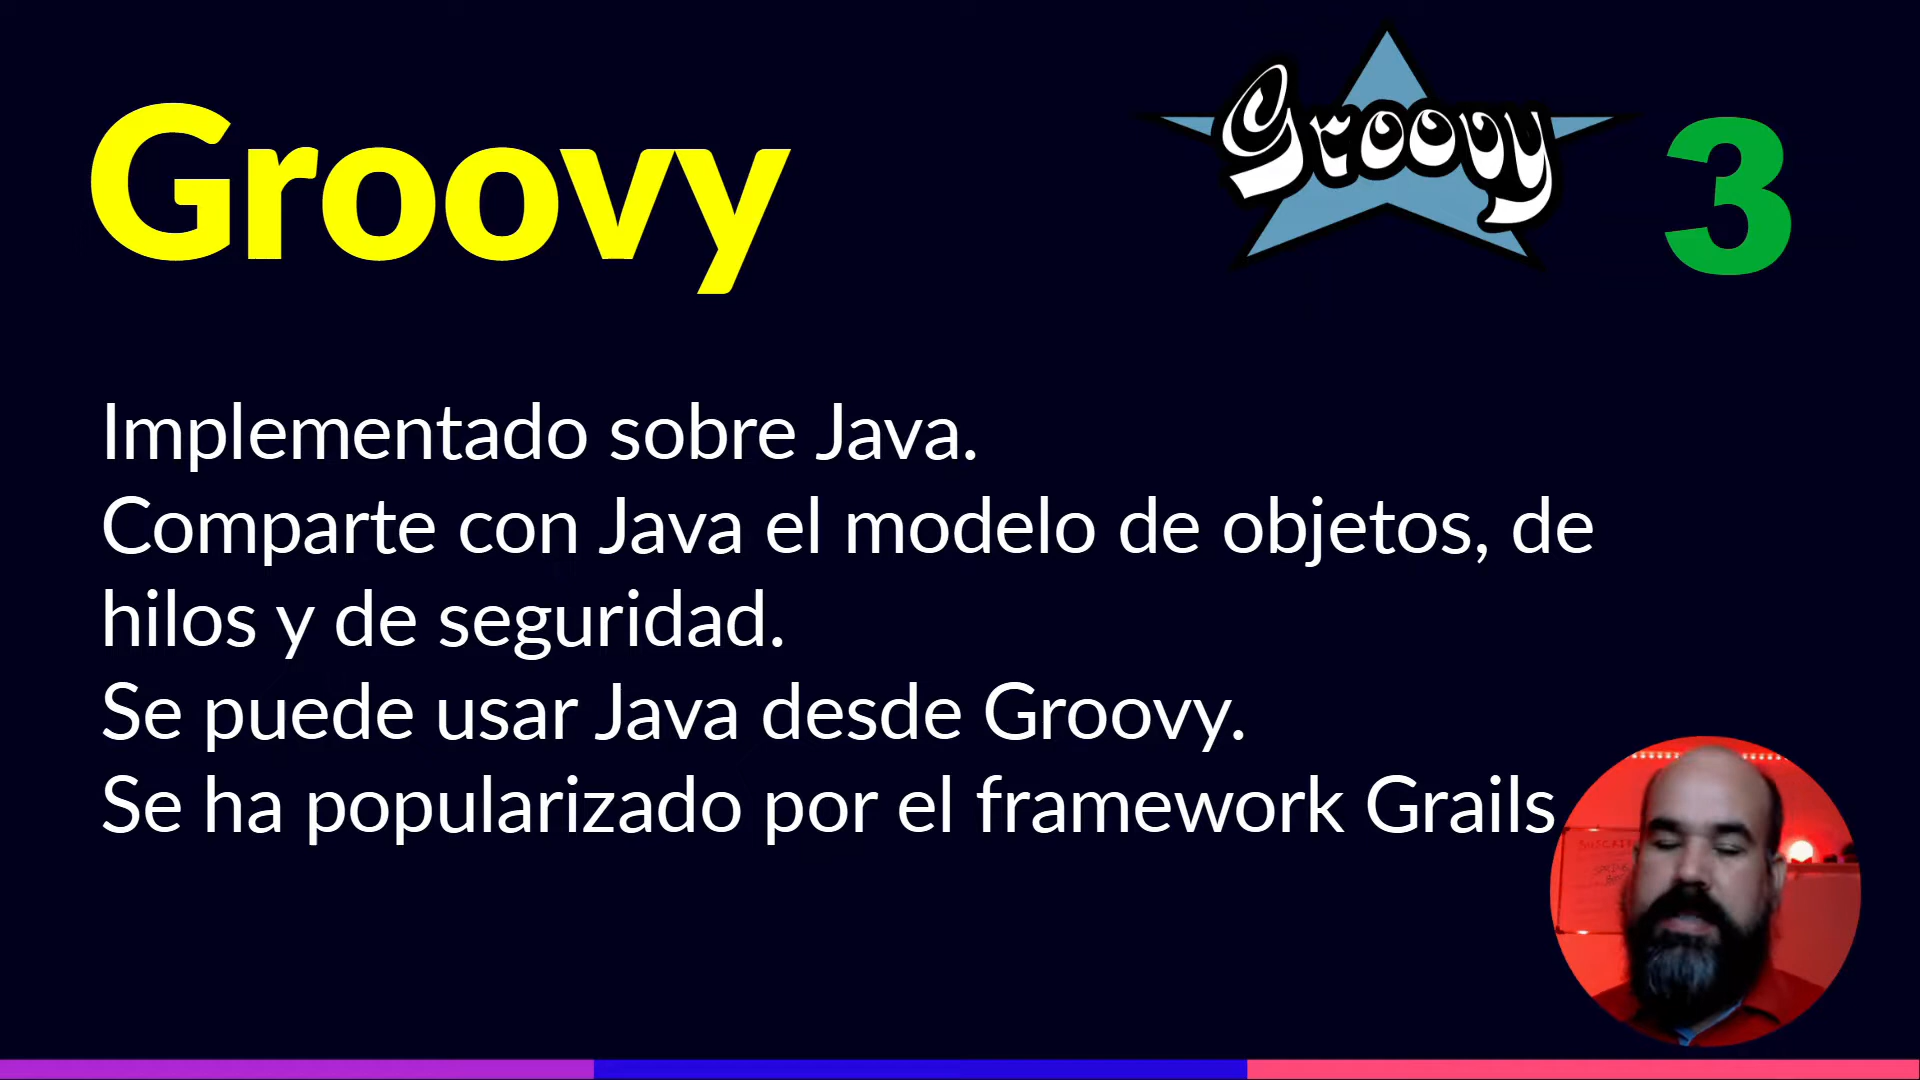 Groovy
Groovy
3
Implementado sobre Java.
Comparte con Java el modelo de objetos, de
hilos y de seguridad.
Se puede usar Java desde Groovy.
Se ha popularizado por el framework Grails